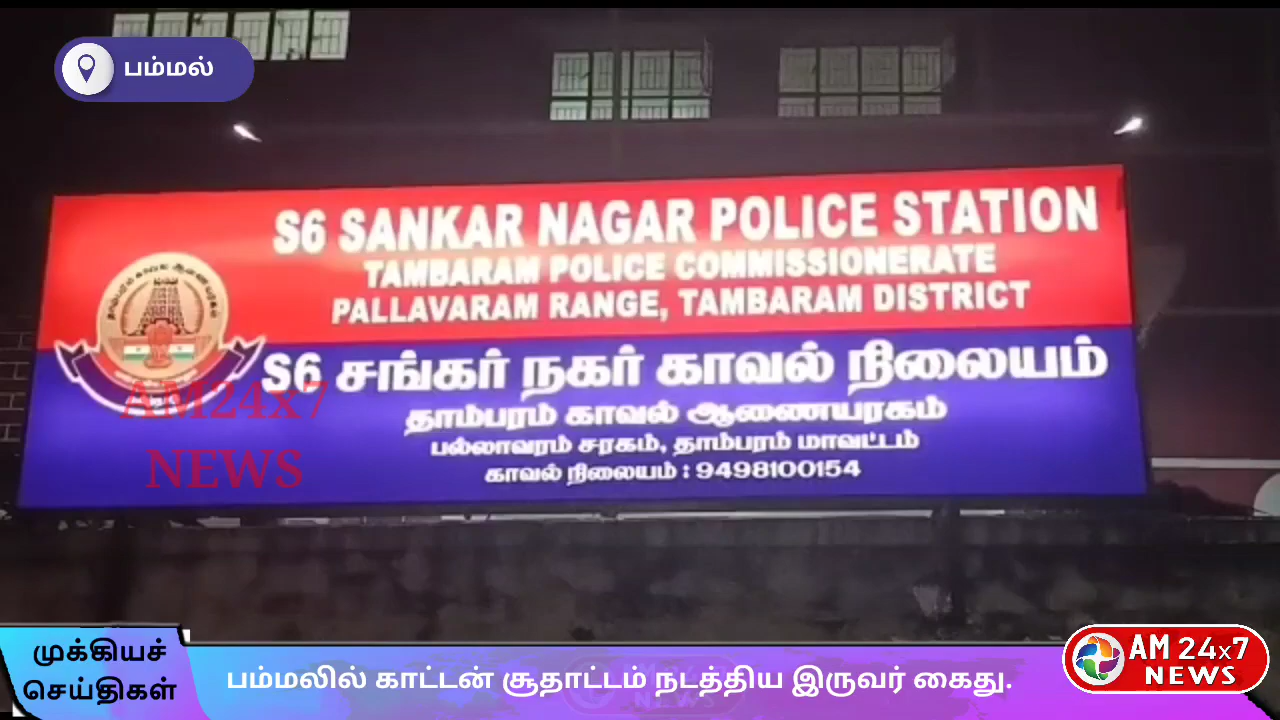 பம்மல்
S6 SANKAR NAGAR POLICE STATION
TAMBARAM POLICE COMMISSIONERATE
PALLAVARAM RANGE, TAMBARAM DISTRICT
S6 சங்கர் நகர் காவல் நிலையம்
தாம்பரம் காவல் ஆணையரகம்
பல்லாவரம் சரகம், தாம்பரம் மாவட்டம்
காவல் நிலையம் : 9498100154
AM24x7
NEWS
முக்கியச்
செய்திகள்
பம்மலில் காட்டன் சூதாட்டம் நடத்திய இருவர் கைது.
AM 24x7
NEWS